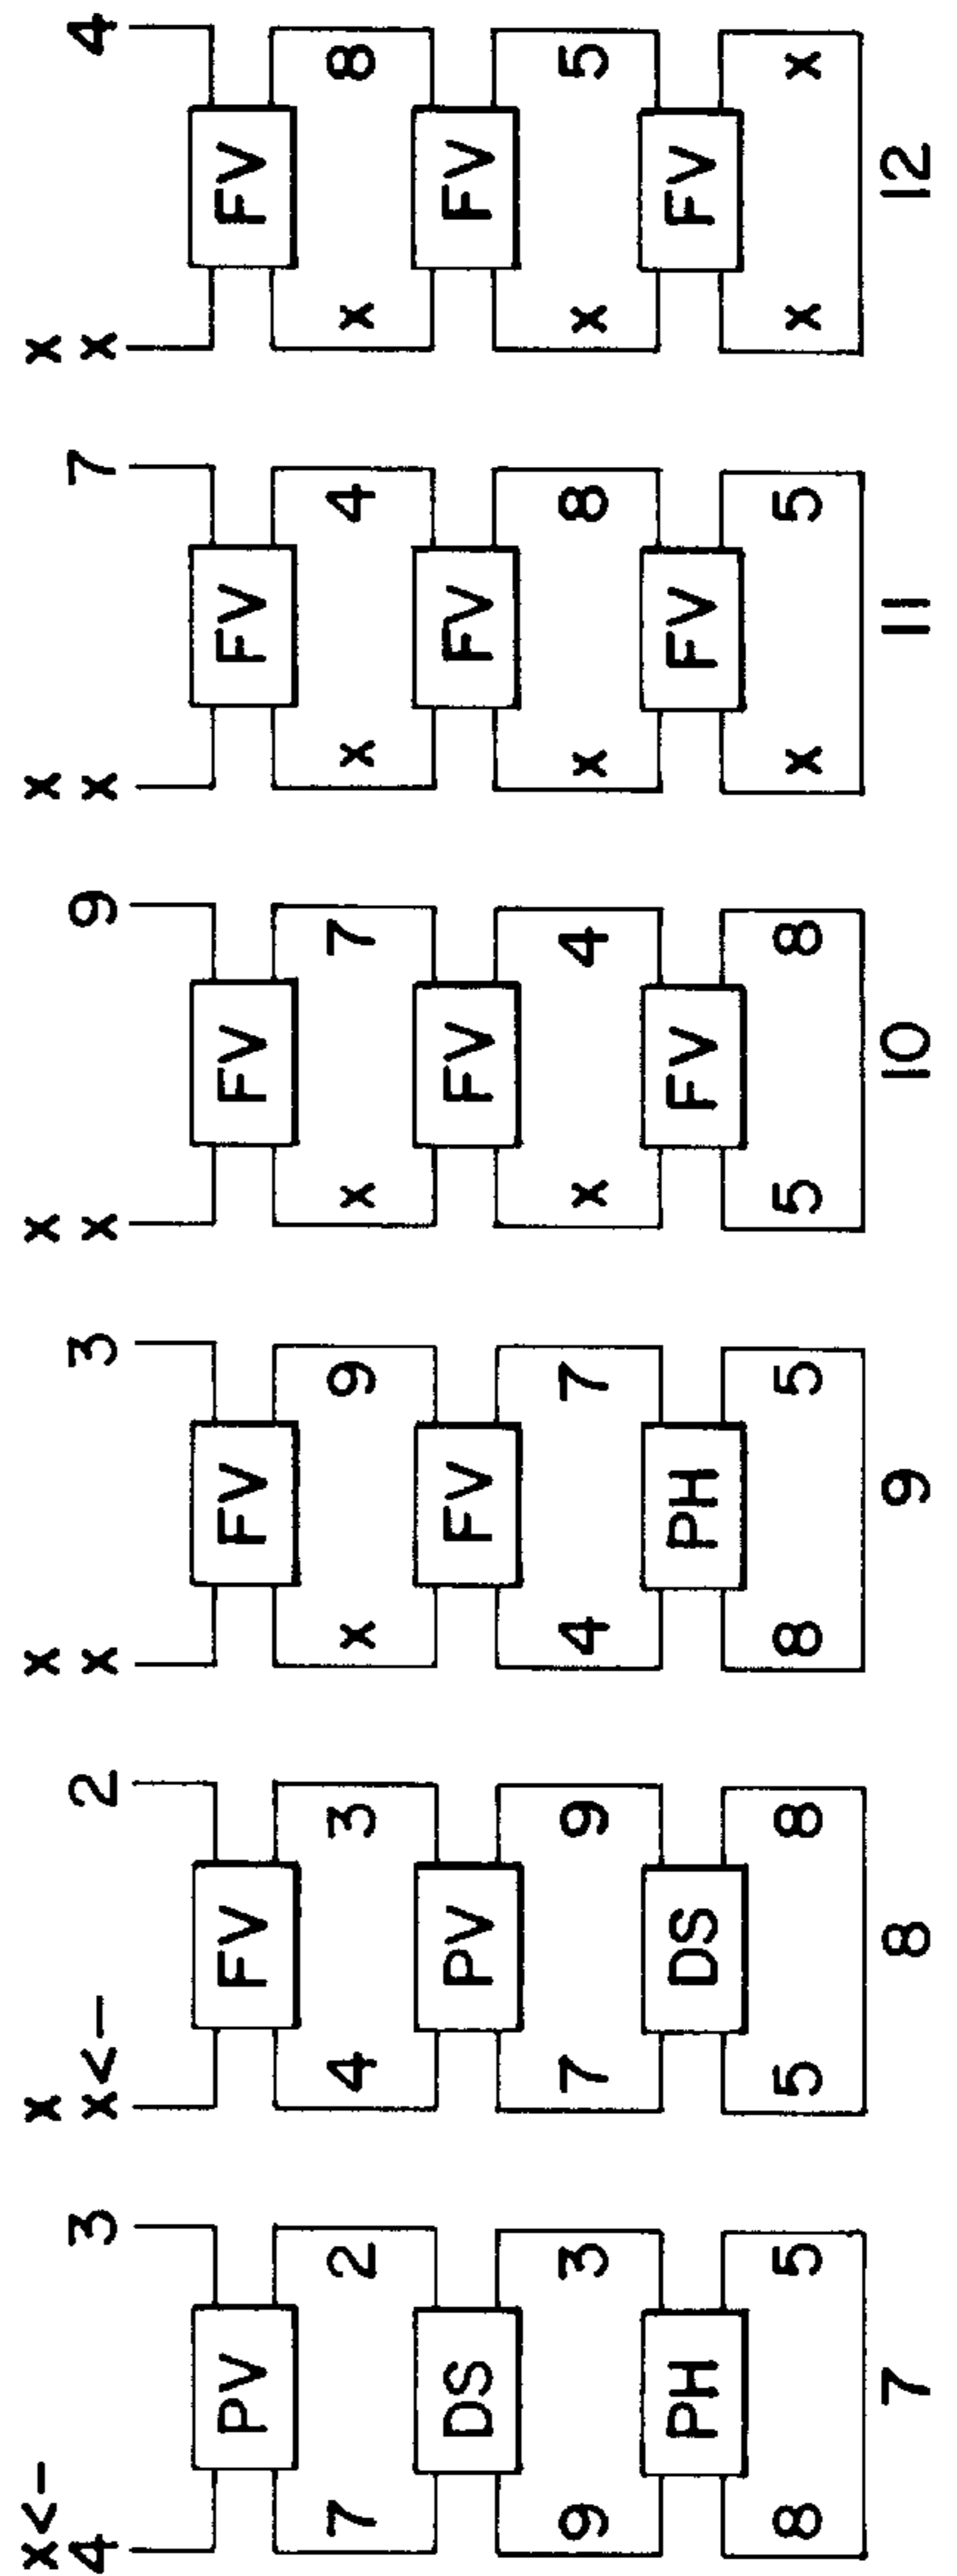 x<- x x x x x
4 3 x<- 2 x 3 x 9 x 7 x 4
PV FV FV FV FV FV
7 2 4 3 x 9 x 7 x 4 x 8
DS PV FV FV FV FV
9 3 7 9 4 7 x 4 x 8 x 5
PH DS PH FV FV FV
8 5 5 8 8 5 5 8 x 5 x x
7 8 9 10 11 12